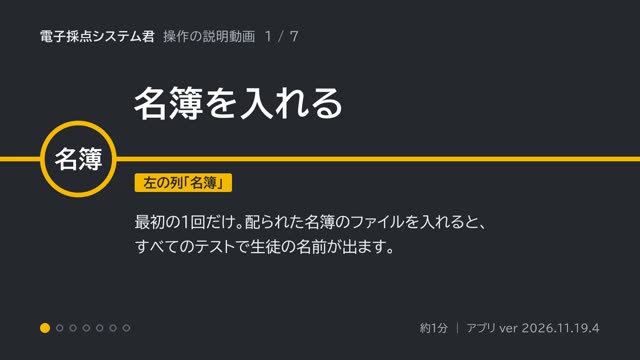 電子採点システム君 操作の説明動画 1 / 7
名簿を入れる
名簿
左の列「名簿」
最初の1回だけ。配られた名簿のファイルを入れると、
すべてのテストで生徒の名前が出ます。
約1分 | アプリ ver 2026.11.19.4